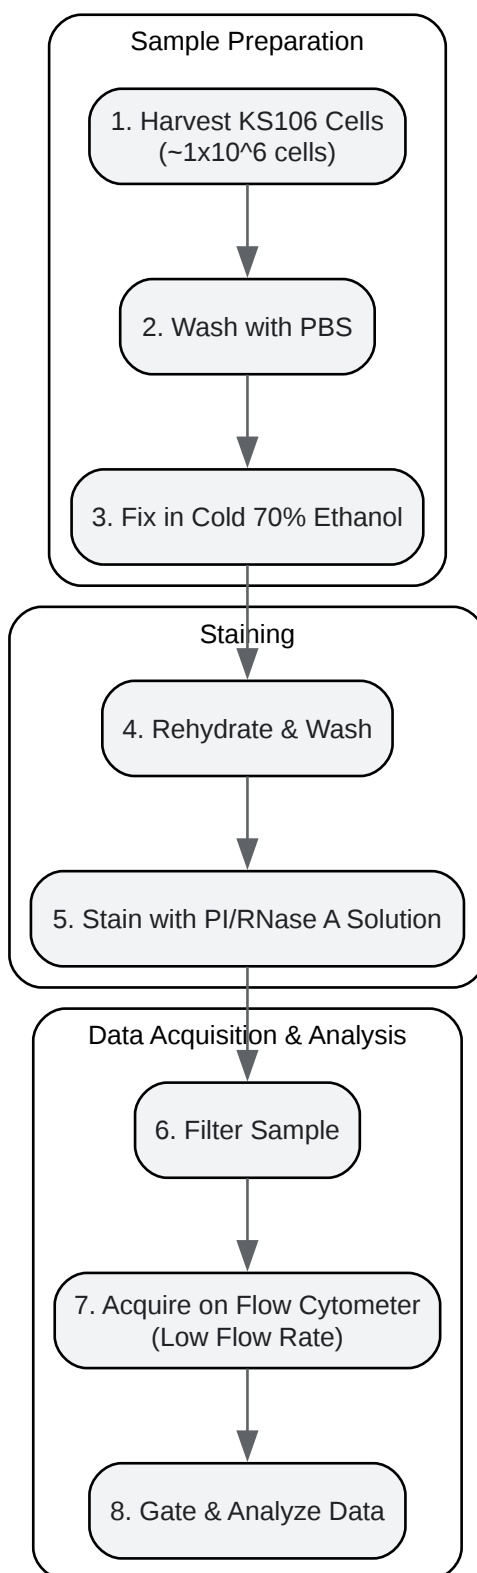 Sample Preparation
1. Harvest KS106 Cells
(~1x10^6 cells)
2. Wash with PBS
3. Fix in Cold 70% Ethanol
Staining
4. Rehydrate & Wash
5. Stain with PI/RNase A Solution
Data Acquisition & Analysis
6. Filter Sample
7. Acquire on Flow Cytometer
(Low Flow Rate)
8. Gate & Analyze Data